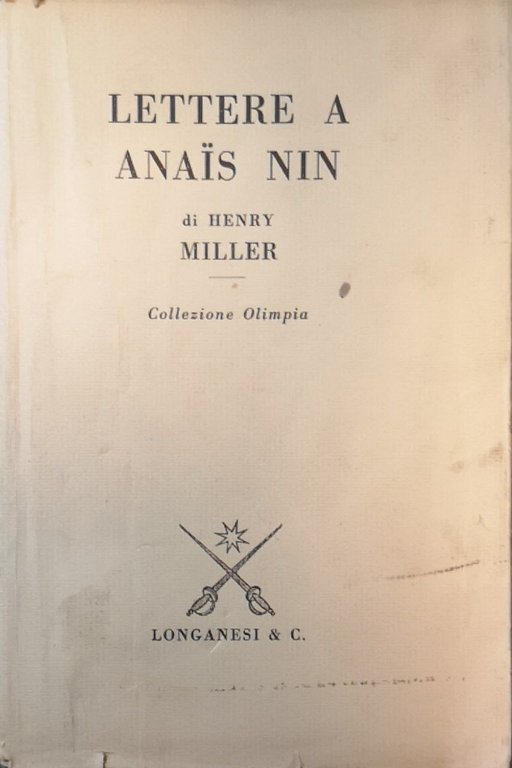 LETTERE A
ANAÏS NIN
di HENRY
MILLER
Collezione Olimpia
LONGANESI & C.